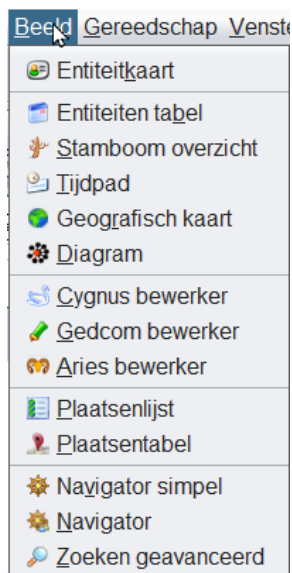 Beeld Gereedschap Venste
Entiteitkaart
Entiteiten tabel
Stamboom overzicht
Tijdpad
Geografisch kaart
Diagram
Cygnus bewerker
Gedcom bewerker
Aries bewerker
Plaatsenlijst
Plaatsentabel
Navigator simpel
Navigator
Zoeken geavanceerd